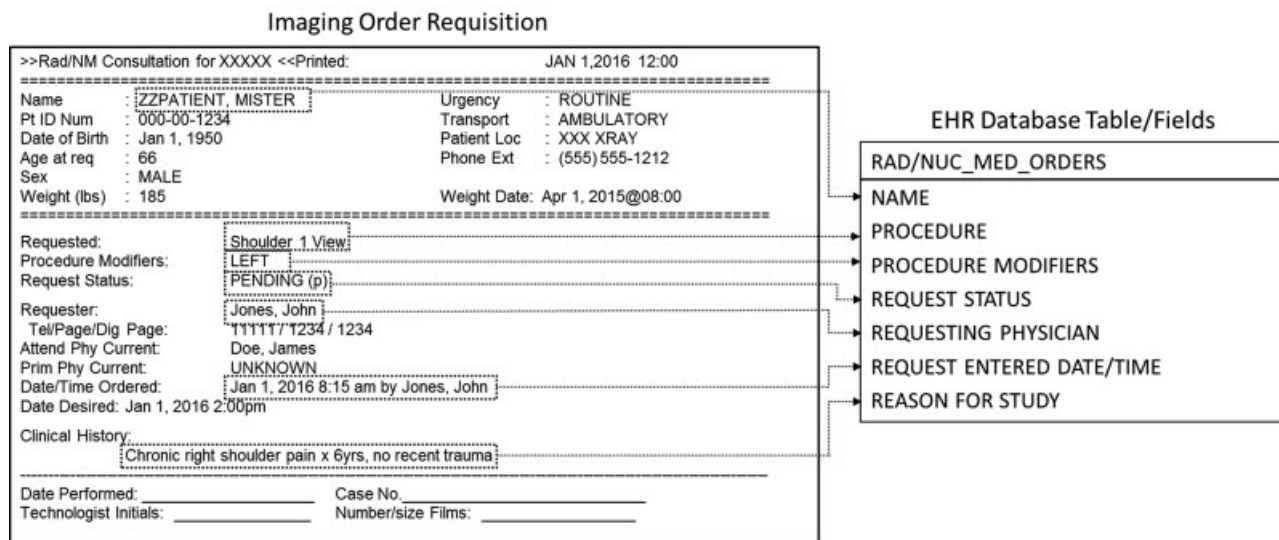 Imaging Order Requisition
>>Rad/NM Consultation for XXXXX <<Printed: JAN 1,2016 12:00
Name : ZZPATIENT, MISTER Urgency : ROUTINE
Pt ID Num : 000-00-1234 Transport : AMBULATORY
Date of Birth : Jan 1, 1950 Patient Loc : XXX XRAY
Age at req : 66 Phone Ext : (555)555-1212
Sex : MALE
Weight (lbs) : 185 Weight Date: Apr 1, 2015@08:00
Requested: Shoulder 1 View
Procedure Modifiers: LEFT
Request Status: PENDING (p)
Requester: Jones, John
Tel/Page/Dig Page: 11111 / 1234 / 1234
Attend Phy Current: Doe, James
Prim Phy Current: UNKNOWN
Date/Time Ordered: Jan 1, 2016 8:15 am by Jones, John
Date Desired: Jan 1, 2016 2:00pm
Clinical History:
Chronic right shoulder pain x 6yrs, no recent trauma
Date Performed: Case No.
Technologist Initials: Number/size Films:
EHR Database Table/Fields
RAD/NUC_MED_ORDERS
NAME
PROCEDURE
PROCEDURE MODIFIERS
REQUEST STATUS
REQUESTING PHYSICIAN
REQUEST ENTERED DATE/TIME
REASON FOR STUDY